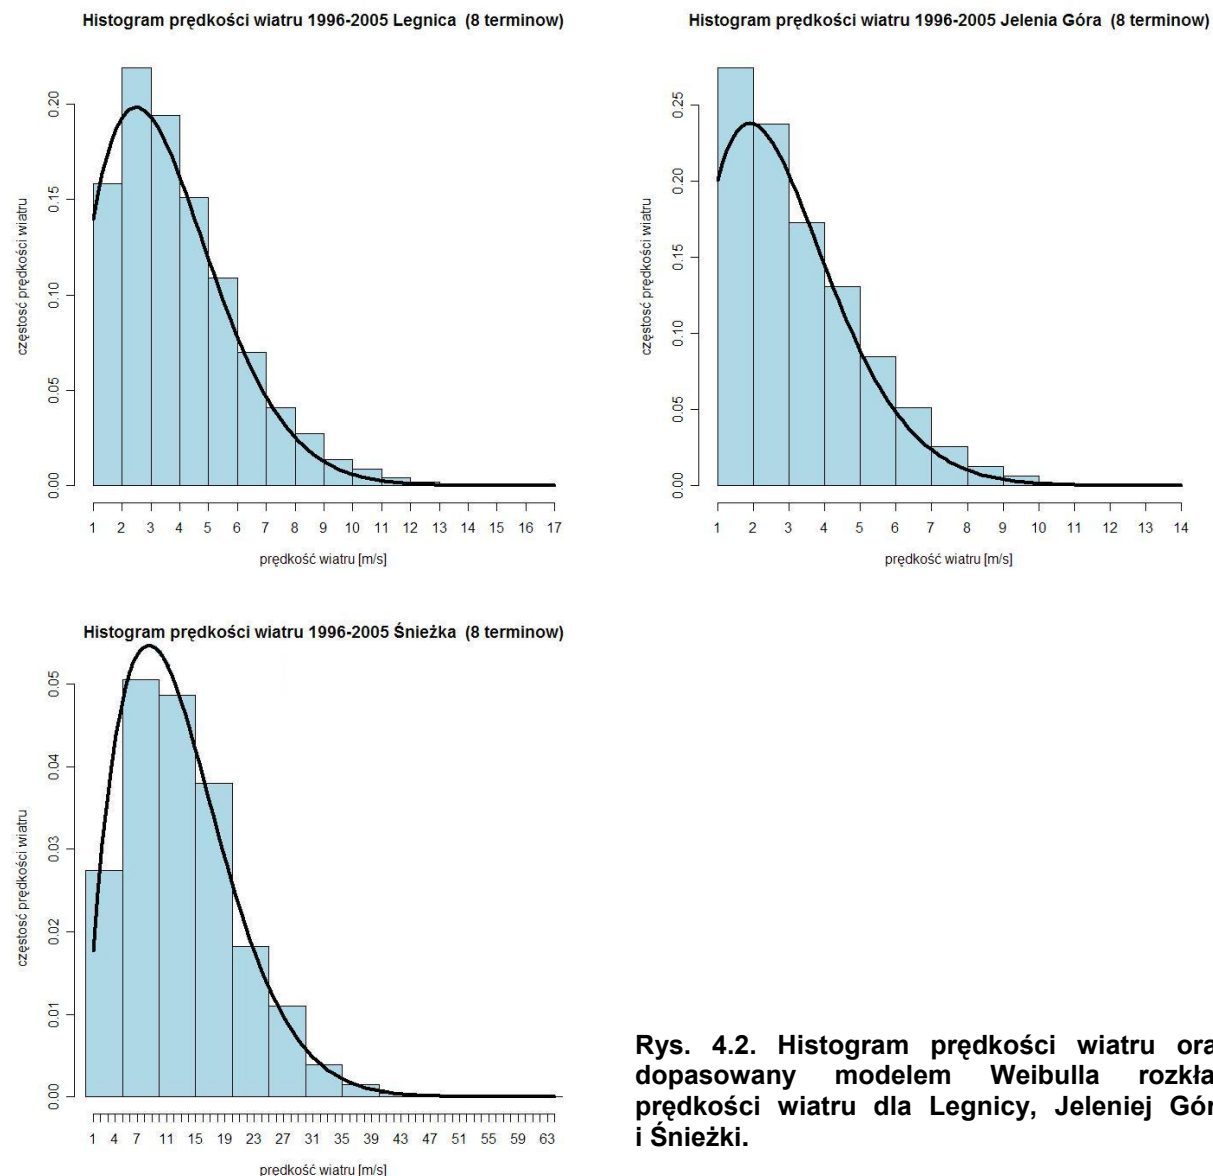 Histogram prędkości wiatru 1996-2005 Legnica (8 terminow)
częstosć prędkości wiatru
0.00 0.05 0.10 0.15 0.20
1 2 3 4 5 6 7 8 9 10 11 12 13 14 15 16 17
prędkość wiatru [m/s]
Histogram prędkości wiatru 1996-2005 Jelenia Góra (8 terminow)
częstosć prędkości wiatru
0.00 0.05 0.10 0.15 0.20 0.25
1 2 3 4 5 6 7 8 9 10 11 12 13 14
prędkość wiatru [m/s]
Histogram prędkości wiatru 1996-2005 Śnieżka (8 terminow)
częstosć prędkości wiatru
0.00 0.01 0.02 0.03 0.04 0.05
1 4 7 11 15 19 23 27 31 35 39 43 47 51 55 59 63
prędkość wiatru [m/s]
Rys. 4.2. Histogram prędkości wiatru ora
dopasowany modelem Weibulla rozkła
prędkości wiatru dla Legnicy, Jeleniej Gór
i Śnieżki.